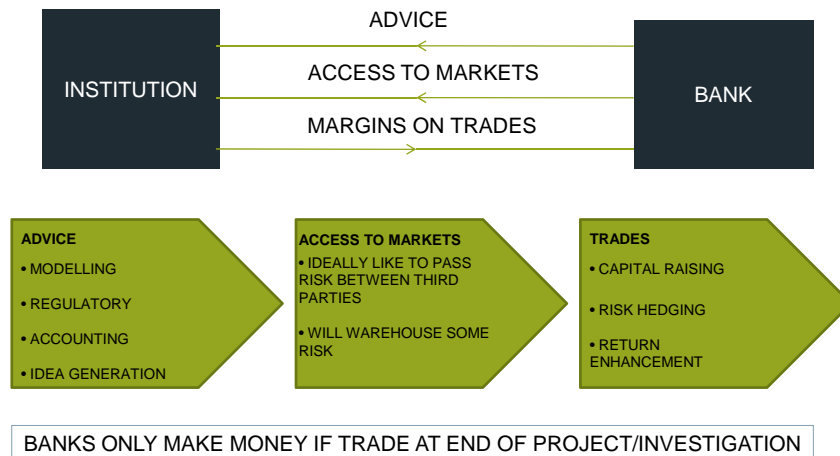 ADVICE
INSTITUTION
ACCESS TO MARKETS
BANK
MARGINS ON TRADES
ADVICE
• MODELLING
• REGULATORY
• ACCOUNTING
• IDEA GENERATION
ACCESS TO MARKETS
• IDEALLY LIKE TO PASS
RISK BETWEEN THIRD
PARTIES
• WILL WAREHOUSE SOME
RISK
TRADES
• CAPITAL RAISING
• RISK HEDGING
• RETURN
ENHANCEMENT
BANKS ONLY MAKE MONEY IF TRADE AT END OF PROJECT/INVESTIGATION